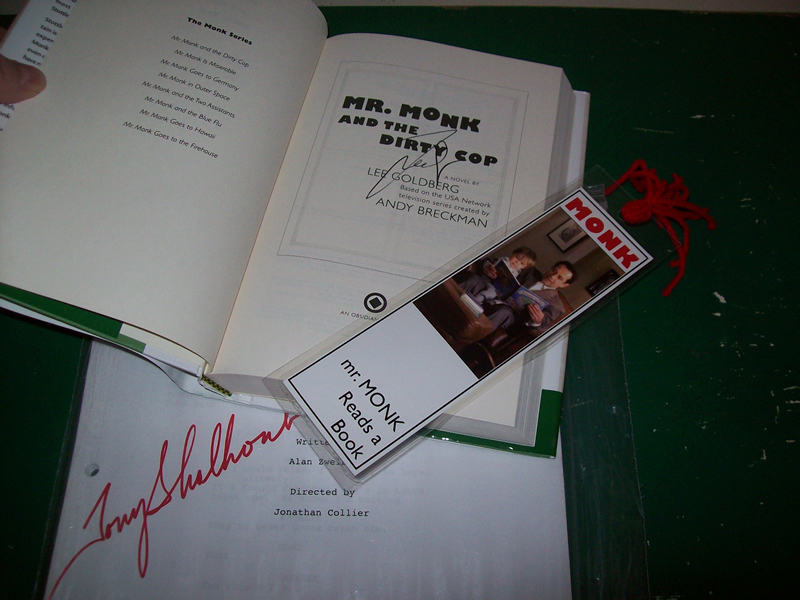 The Monk Series
Mr. Monk and the Dirty Cop
Mr. Monk Is Miserable
Mr. Monk Goes to Germany
Mr. Monk in Outer Space
Mr. Monk and the Two Assistants
Mr. Monk and the Blue Flu
Mr. Monk Goes to Hawaii
Mr. Monk Goes to the Firehouse
MR. MONK
AND THE
DIRTY COP
A NOVEL BY
LEE GOLDBERG
Based on the USA Network
television series created by
ANDY BRECKMAN
AN
MONK
mr. MONK
Reads a
Book
Tony Shalhoub
Alan
Directed by
Jonathan Collier